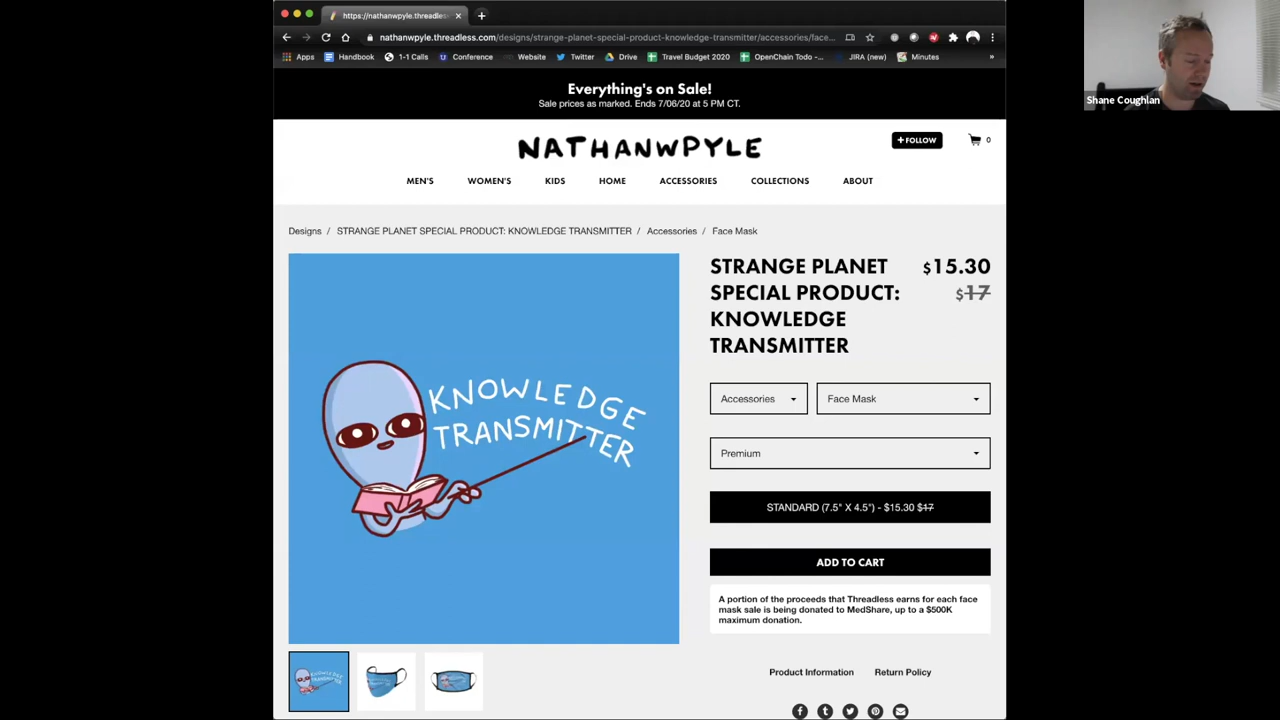 https://nathanwpyle.threadles
nathanwpyle.threadless.com/designs/strange-planet-special-product-knowledge-transmitter/accessories/face...
Apps Handbook 1-1 Calls Conference Website Twitter Drive Travel Budget 2020 OpenChain Todo -... JIRA (new) Minutes »
Shane Coughlan
Everything's on Sale!
Sale prices as marked. Ends 7/06/20 at 5 PM CT.
NATHANWPYLE
+ FOLLOW
0
MEN'S WOMEN'S KIDS HOME ACCESSORIES COLLECTIONS ABOUT
Designs / STRANGE PLANET SPECIAL PRODUCT: KNOWLEDGE TRANSMITTER / Accessories / Face Mask
KNOWLEDGE
TRANSMITTER
STRANGE PLANET $15.30
SPECIAL PRODUCT: $17
KNOWLEDGE
TRANSMITTER
Accessories Face Mask
Premium
STANDARD (7.5" X 4.5") - $15.30 $17
ADD TO CART
A portion of the proceeds that Threadless earns for each face
mask sale is being donated to MedShare, up to a $500K
maximum donation.
KNOWLEDGE
TRANSMITTER
Product Information Return Policy